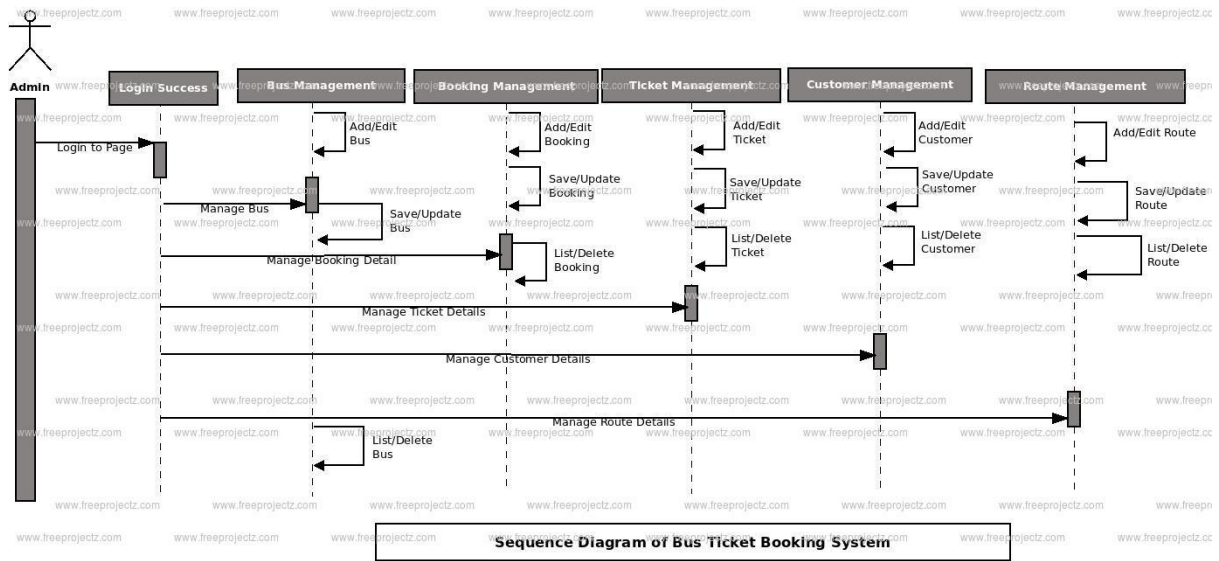 Admin
Login Success
Bus Management
Booking Management
Ticket Management
Customer Management
Route Management
Add/Edit
Bus
Add/Edit
Booking
Add/Edit
Ticket
Add/Edit
Customer
Add/Edit Route
Login to Page
Save/Update
Booking
Save/Update
Ticket
Save/Update
Customer
Save/Update
Route
Manage Bus
Save/Update
Bus
Manage Booking Detail
List/Delete
Booking
List/Delete
Ticket
List/Delete
Customer
List/Delete
Route
Manage Ticket Details
Manage Customer Details
Manage Route Details
List/Delete
Bus
Sequence Diagram of Bus Ticket Booking System
www.freeprojectz.com